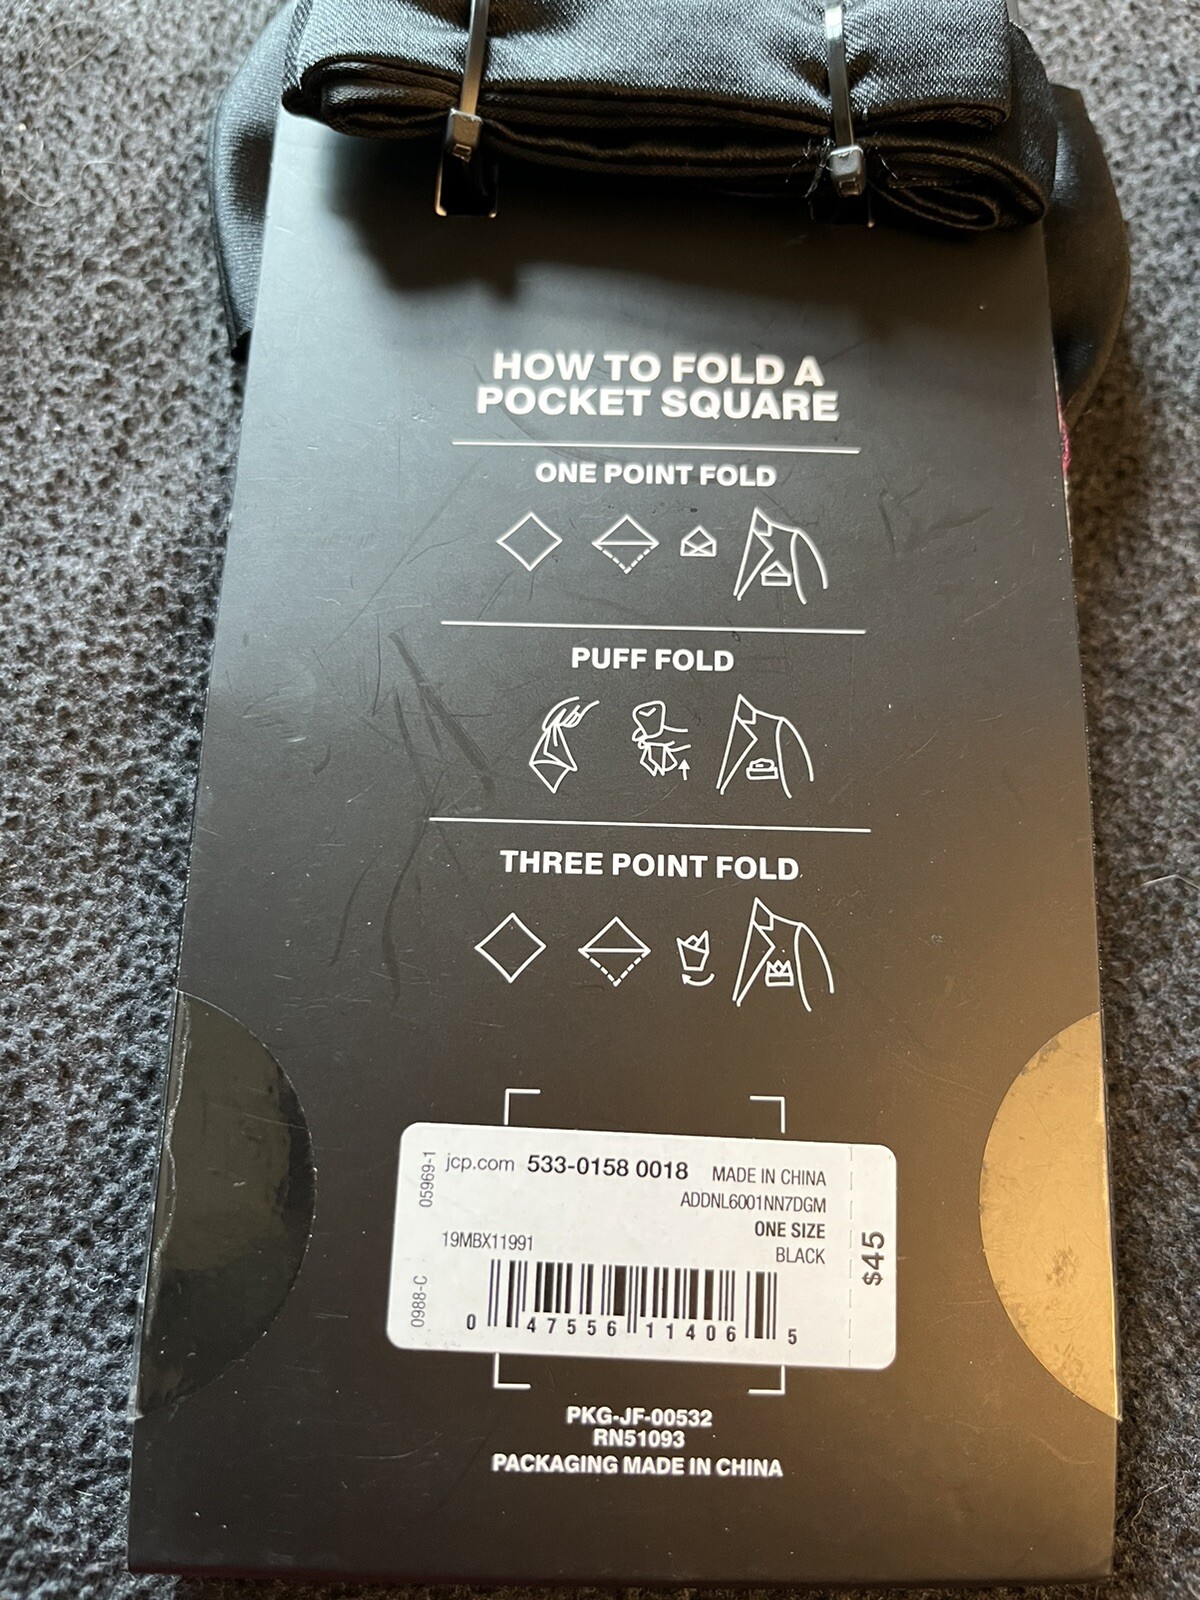 HOW TO FOLD A
POCKET SQUARE
ONE POINT FOLD
PUFF FOLD
THREE POINT FOLD
05969-1
jcp.com 533-0158 0018 MADE IN CHINA
ADDNL6001NN7DGM
ONE SIZE
19MBX11991 BLACK
$45
0988-C
0 47556 11406 5
PKG-JF-00532
RN51093
PACKAGING MADE IN CHINA